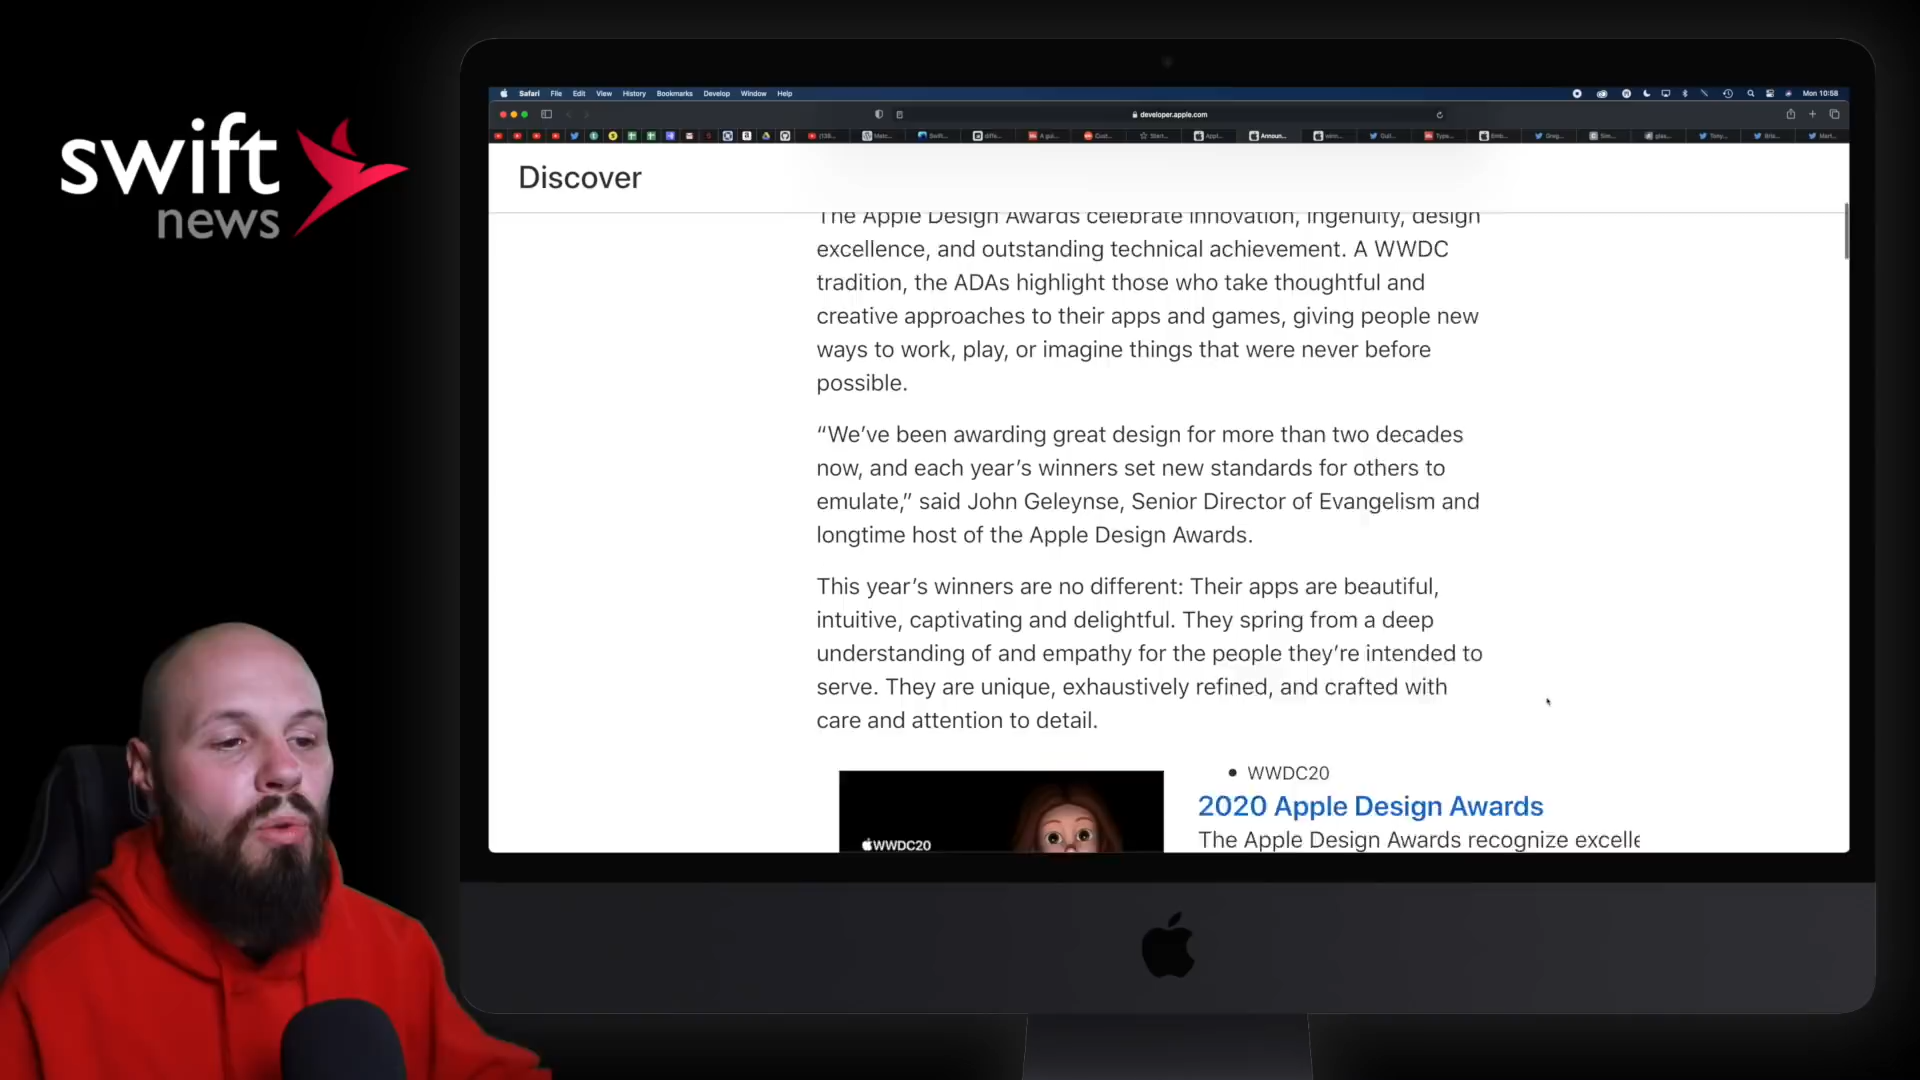 swift
news
Safari File Edit View History Bookmarks Develop Window Help
Mon 10:58
developer.apple.com
Discover
The Apple Design Awards celebrate innovation, ingenuity, design
excellence, and outstanding technical achievement. A WWDC
tradition, the ADAs highlight those who take thoughtful and
creative approaches to their apps and games, giving people new
ways to work, play, or imagine things that were never before
possible.
“We’ve been awarding great design for more than two decades
now, and each year’s winners set new standards for others to
emulate,” said John Geleynse, Senior Director of Evangelism and
longtime host of the Apple Design Awards.
This year’s winners are no different: Their apps are beautiful,
intuitive, captivating and delightful. They spring from a deep
understanding of and empathy for the people they’re intended to
serve. They are unique, exhaustively refined, and crafted with
care and attention to detail.
• WWDC20
2020 Apple Design Awards
The Apple Design Awards recognize excelle
WWDC20